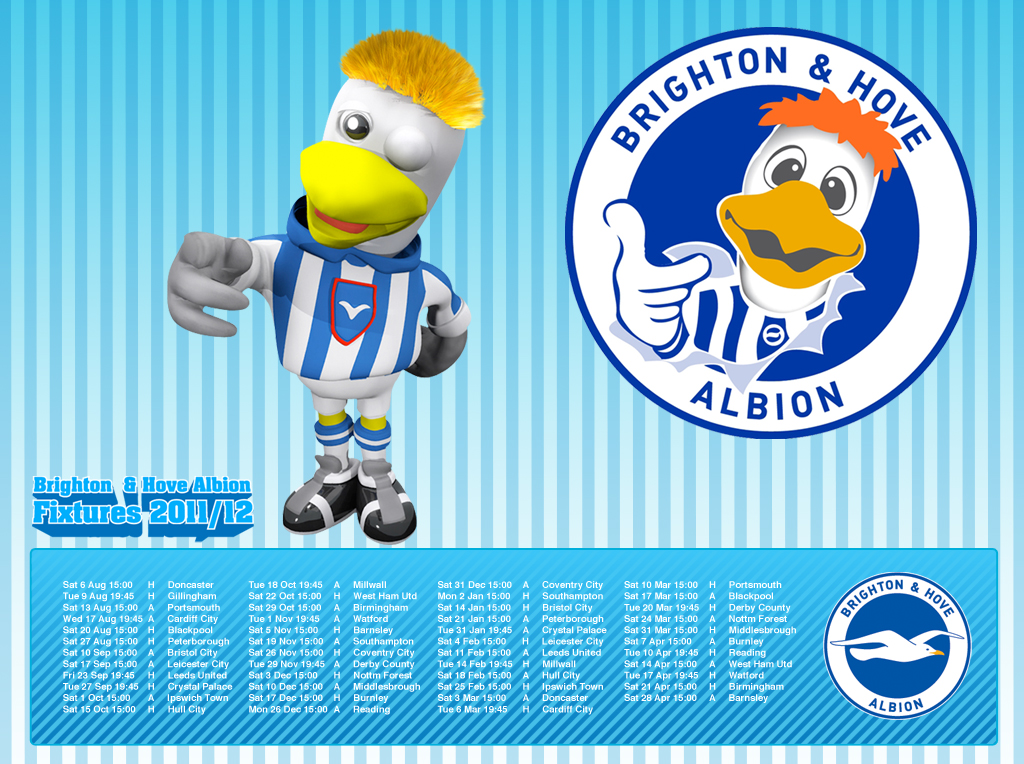 BRIGHTON & HOVE
ALBION
Brighton & Hove Albion
Fixtures 2011/12
Sat 6 Aug 15:00 H Doncaster
Tue 9 Aug 19:45 H Gillingham
Sat 13 Aug 15:00 A Portsmouth
Wed 17 Aug 19:45 A Cardiff City
Sat 20 Aug 15:00 H Blackpool
Sat 27 Aug 15:00 H Peterborough
Sat 10 Sep 15:00 A Bristol City
Sat 17 Sep 15:00 A Leicester City
Fri 23 Sep 19:45 H Leeds United
Tue 27 Sep 19:45 H Crystal Palace
Sat 1 Oct 15:00 A Ipswich Town
Sat 15 Oct 15:00 H Hull City
Tue 18 Oct 19:45 A Millwall
Sat 22 Oct 15:00 H West Ham Utd
Sat 29 Oct 15:00 A Birmingham
Tue 1 Nov 19:45 A Watford
Sat 5 Nov 15:00 H Barnsley
Sat 19 Nov 15:00 A Southampton
Sat 26 Nov 15:00 H Coventry City
Tue 29 Nov 19:45 A Derby County
Sat 3 Dec 15:00 H Nottm Forest
Sat 10 Dec 15:00 A Middlesbrough
Sat 17 Dec 15:00 H Burnley
Mon 26 Dec 15:00 A Reading
Sat 31 Dec 15:00 A Coventry City
Mon 2 Jan 15:00 H Southampton
Sat 14 Jan 15:00 H Bristol City
Sat 21 Jan 15:00 A Peterborough
Tue 31 Jan 19:45 A Crystal Palace
Sat 4 Feb 15:00 H Leicester City
Sat 11 Feb 15:00 A Leeds United
Tue 14 Feb 19:45 H Millwall
Sat 18 Feb 15:00 A Hull City
Sat 25 Feb 15:00 H Ipswich Town
Sat 3 Mar 15:00 A Doncaster
Tue 6 Mar 19:45 H Cardiff City
Sat 10 Mar 15:00 H Portsmouth
Sat 17 Mar 15:00 A Blackpool
Tue 20 Mar 19:45 H Derby County
Sat 24 Mar 15:00 A Nottm Forest
Sat 31 Mar 15:00 H Middlesbrough
Sat 7 Apr 15:00 A Burnley
Tue 10 Apr 19:45 H Reading
Sat 14 Apr 15:00 A West Ham Utd
Tue 17 Apr 19:45 H Watford
Sat 21 Apr 15:00 H Birmingham
Sat 28 Apr 15:00 A Barnsley
BRIGHTON & HOVE
ALBION